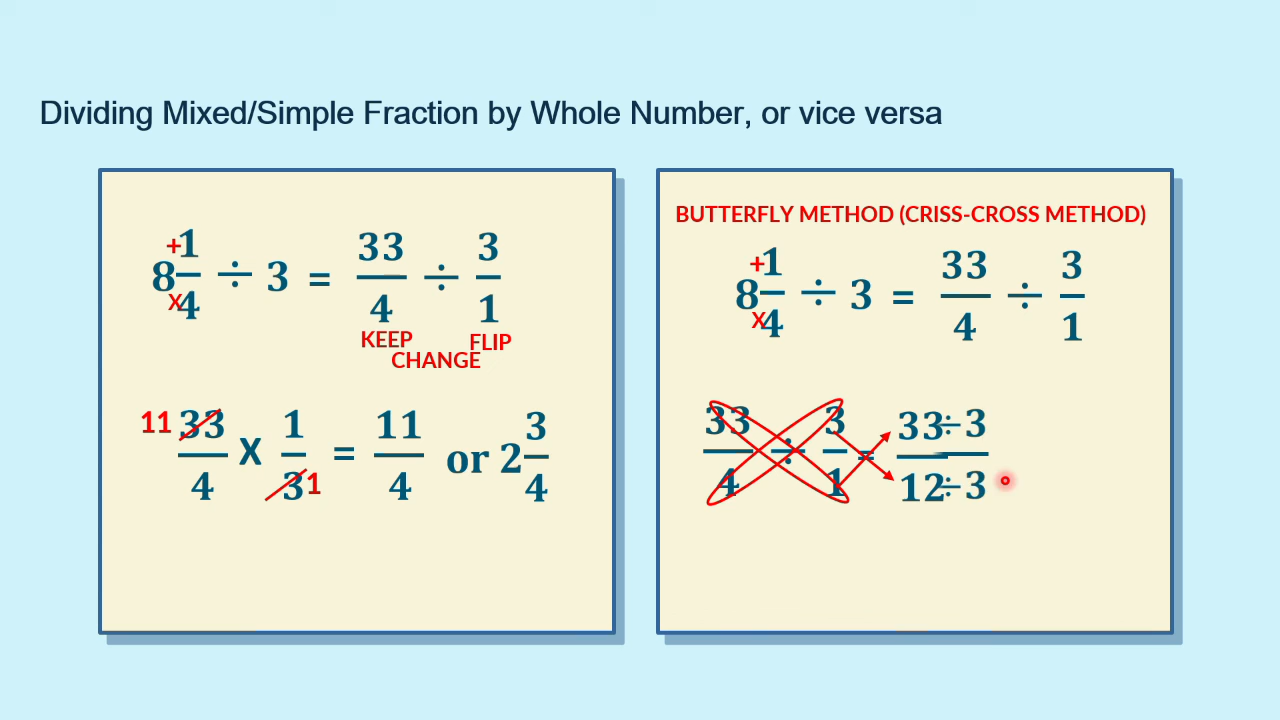 Dividing Mixed/Simple Fraction by Whole Number, or vice versa
8 1/4 ÷ 3 = 33/4 ÷ 3/1
+
x
KEEP
CHANGE
FLIP
11 33/4 X 1/3 1 = 11/4 or 2 3/4
BUTTERFLY METHOD (CRISS-CROSS METHOD)
8 1/4 ÷ 3 = 33/4 ÷ 3/1
+
x
33/4 ÷ 3/1 = 33÷3/12÷3